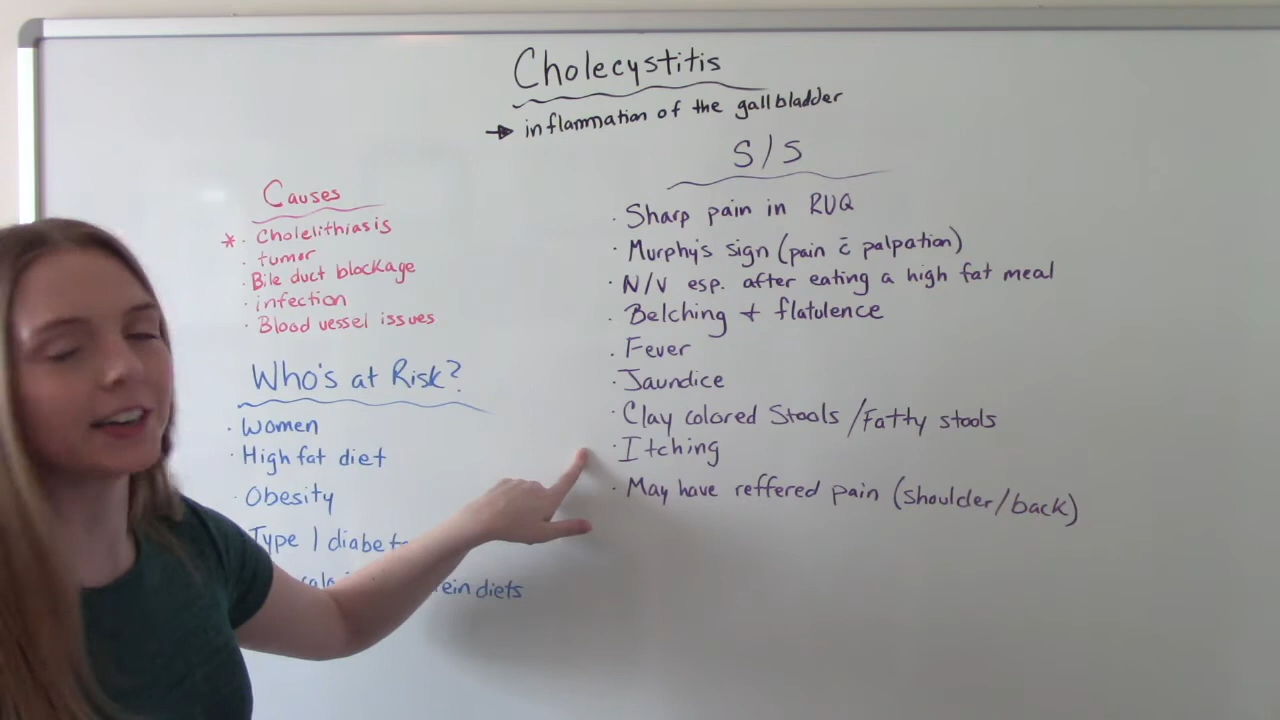 Cholecystitis
→ inflammation of the gallbladder
Causes
* · Cholelithiasis
· tumor
· Bile duct blockage
· infection
· Blood vessel issues
Who's at Risk?
· Women
· High fat diet
· Obesity
Type 1
diets
S/S
· Sharp pain in RUQ
· Murphy's sign (pain c̄ palpation)
· N/V esp. after eating a high fat meal
· Belching + flatulence
· Fever
· Jaundice
· Clay colored Stools / Fatty stools
· Itching
· May have reffered pain (shoulder/back)